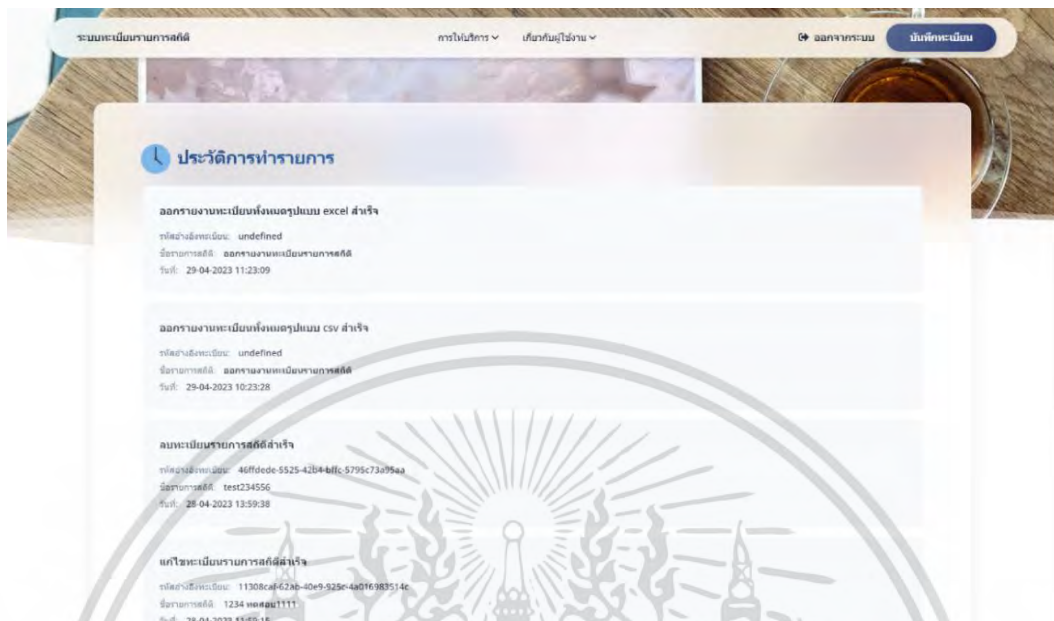 ระบบทะเบียนรายการสถิติ
การให้บริการ
เกี่ยวกับผู้ใช้งาน
ออกจากระบบ
บันทึกทะเบียน
ประวัติการทำรายการ
ออกรายงานทะเบียนทั้งหมดรูปแบบ excel สำเร็จ
รหัสอ้างอิงทะเบียน: undefined
ชื่อรายการสถิติ: ออกรายงานทะเบียนรายการสถิติ
วันที่: 29-04-2023 11:23:09
ออกรายงานทะเบียนทั้งหมดรูปแบบ csv สำเร็จ
รหัสอ้างอิงทะเบียน: undefined
ชื่อรายการสถิติ: ออกรายงานทะเบียนรายการสถิติ
วันที่: 29-04-2023 10:23:28
ลบทะเบียนรายการสถิติสำเร็จ
รหัสอ้างอิงทะเบียน: 46ffdede-5525-42b4-bffc-5795c73a95aa
ชื่อรายการสถิติ: test234556
วันที่: 28-04-2023 13:59:38
แก้ไขทะเบียนรายการสถิติสำเร็จ
รหัสอ้างอิงทะเบียน: 11308caf-62ab-40e9-925c-4a016983514c
ชื่อรายการสถิติ: 1234 ทดสอบ1111
วันที่: 28-04-2023 11:59:15